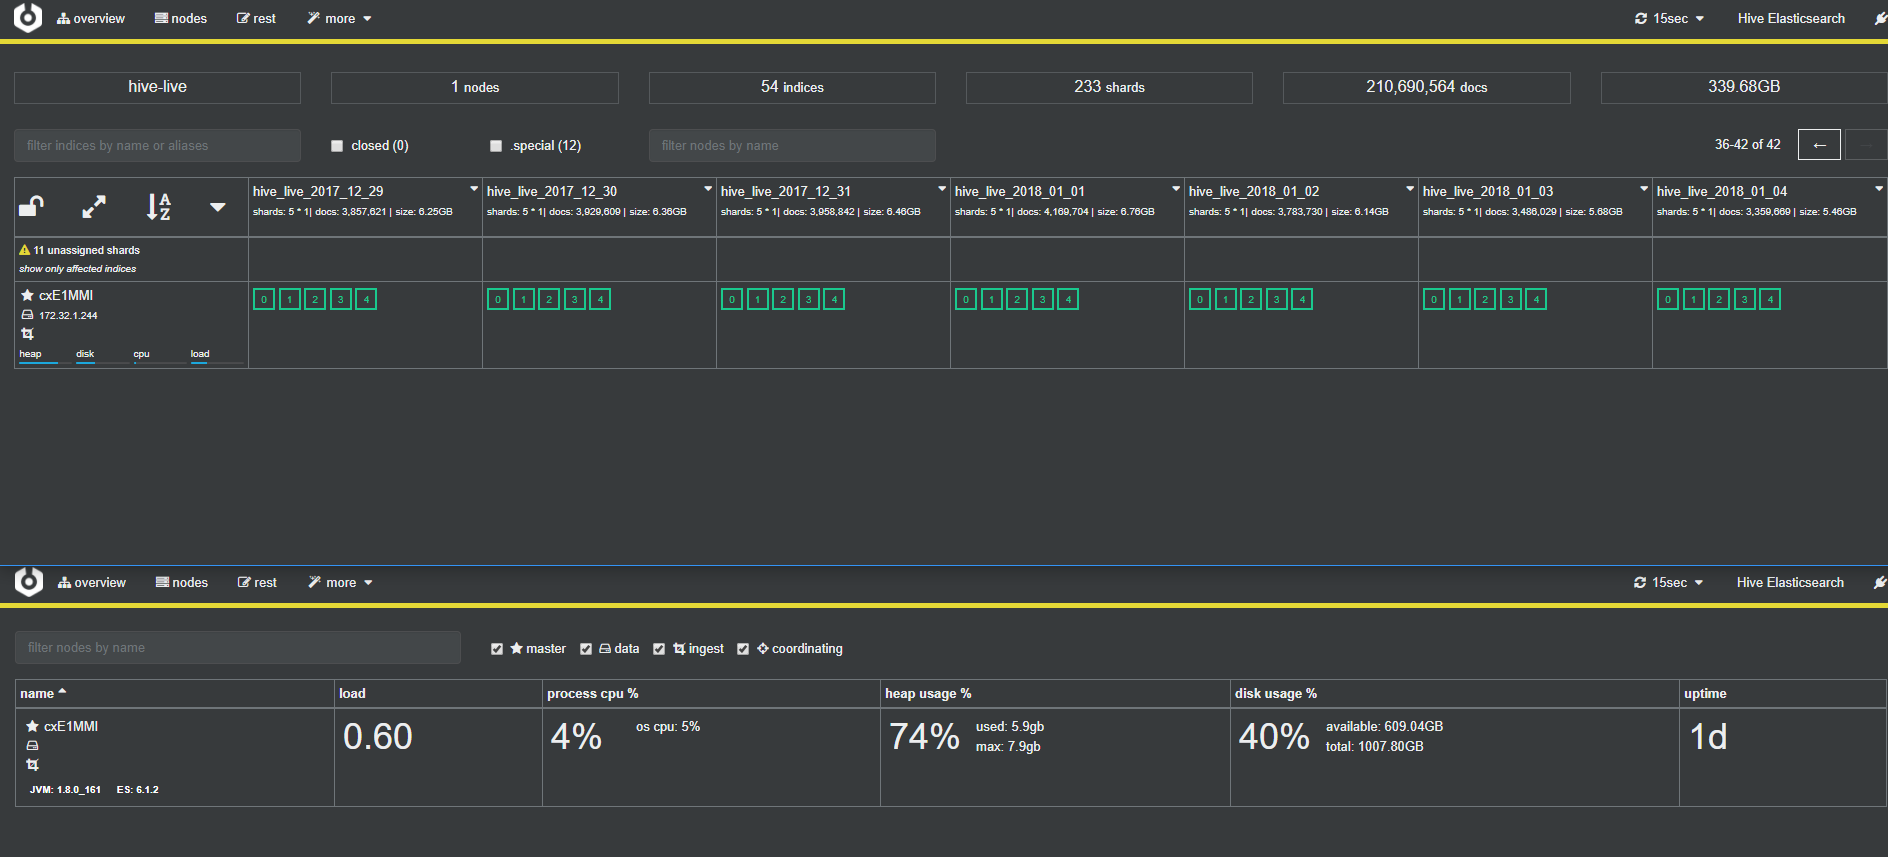 overview nodes rest more 15sec Hive Elasticsearch
hive-live 1 nodes 54 indices 233 shards 210,690,564 docs 339.68GB
filter indices by name or aliases closed (0) .special (12) filter nodes by name 36-42 of 42 ← →
A
Z
hive_live_2017_12_29 hive_live_2017_12_30 hive_live_2017_12_31 hive_live_2018_01_01 hive_live_2018_01_02 hive_live_2018_01_03 hive_live_2018_01_04
shards: 5 * 1| docs: 3,857,621 | size: 6.25GB shards: 5 * 1| docs: 3,929,609 | size: 6.36GB shards: 5 * 1| docs: 3,958,842 | size: 6.46GB shards: 5 * 1| docs: 4,169,704 | size: 6.76GB shards: 5 * 1| docs: 3,783,730 | size: 6.14GB shards: 5 * 1| docs: 3,486,029 | size: 5.68GB shards: 5 * 1| docs: 3,359,669 | size: 5.46GB
11 unassigned shards
show only affected indices
cxE1MMI 0 1 2 3 4 0 1 2 3 4 0 1 2 3 4 0 1 2 3 4 0 1 2 3 4 0 1 2 3 4 0 1 2 3 4
172.32.1.244
heap disk cpu load
overview nodes rest more 15sec Hive Elasticsearch
filter nodes by name master data ingest coordinating
name load process cpu % heap usage % disk usage % uptime
cxE1MMI 0.60 4% os cpu: 5% 74% used: 5.9gb 40% available: 609.04GB 1d
max: 7.9gb total: 1007.80GB
JVM: 1.8.0_161 ES: 6.1.2